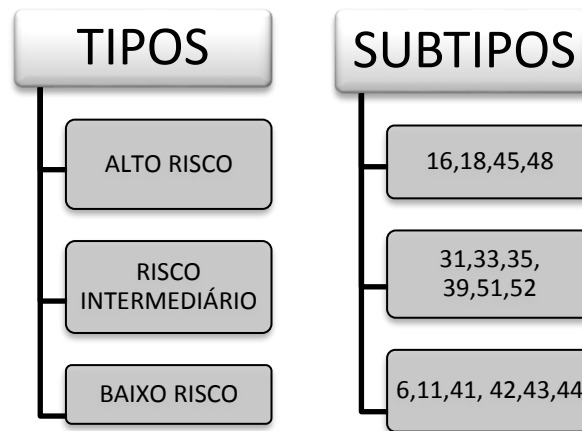 TIPOS
ALTO RISCO
RISCO
INTERMEDIÁRIO
BAIXO RISCO
SUBTIPOS
16,18,45,48
31,33,35,
39,51,52
6,11,41, 42,43,44